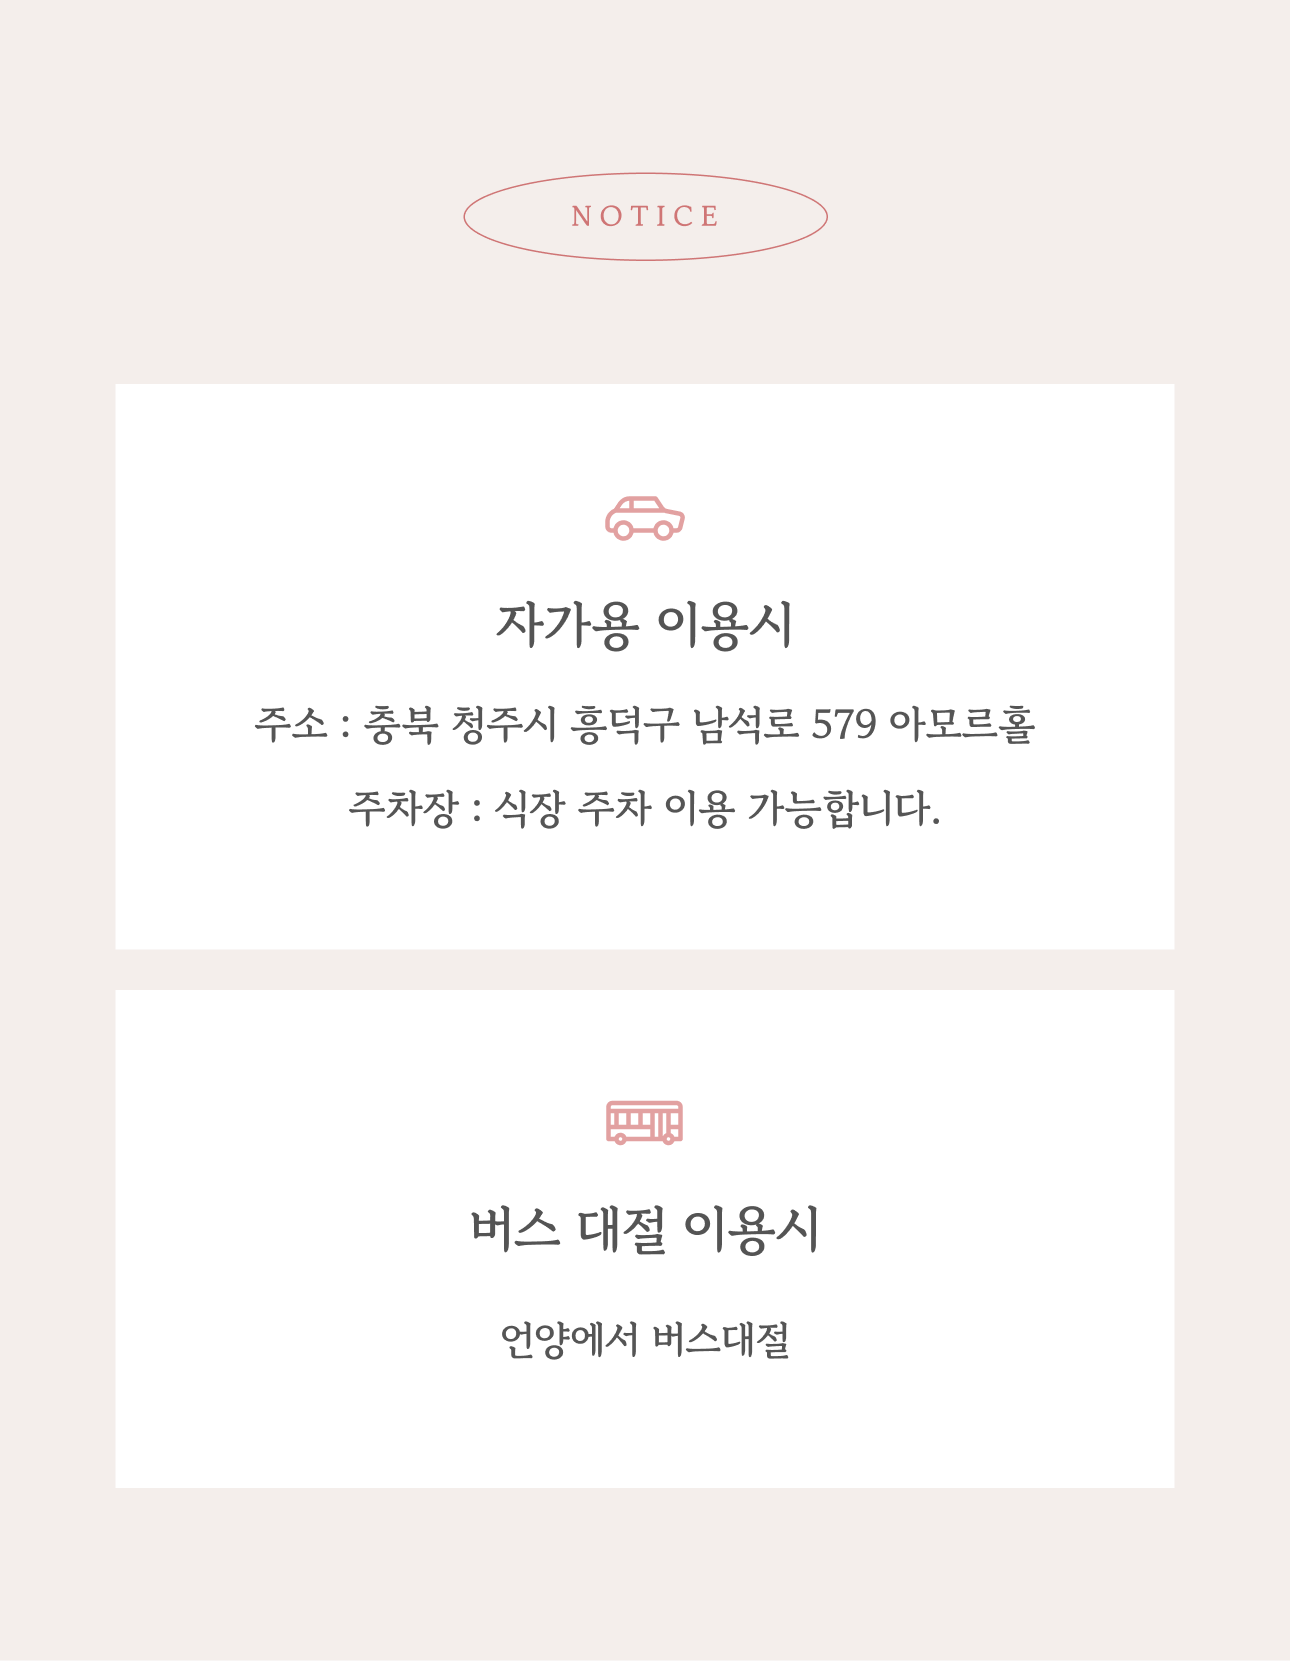 NOTICE
자가용 이용시
주소 : 충북 청주시 흥덕구 남석로 579 아모르홀
주차장 : 식장 주차 이용 가능합니다.
버스 대절 이용시
언양에서 버스대절